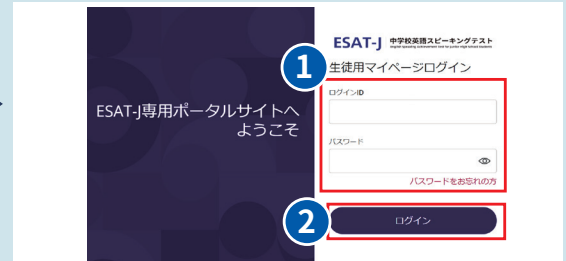 ESAT-J 中学校英語スピーキングテスト
1
生徒用マイページログイン
ログインID
ESAT-J専用ポータルサイトへ
ようこそ
パスワード
パスワードをお忘れの方
2
ログイン